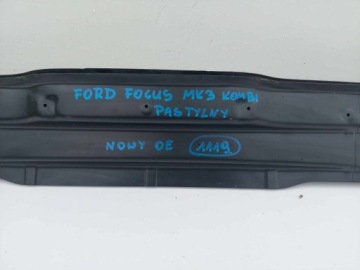 FORD FOCUS MK3 KOMBI
PASTYLNY
NOWY OE 1119